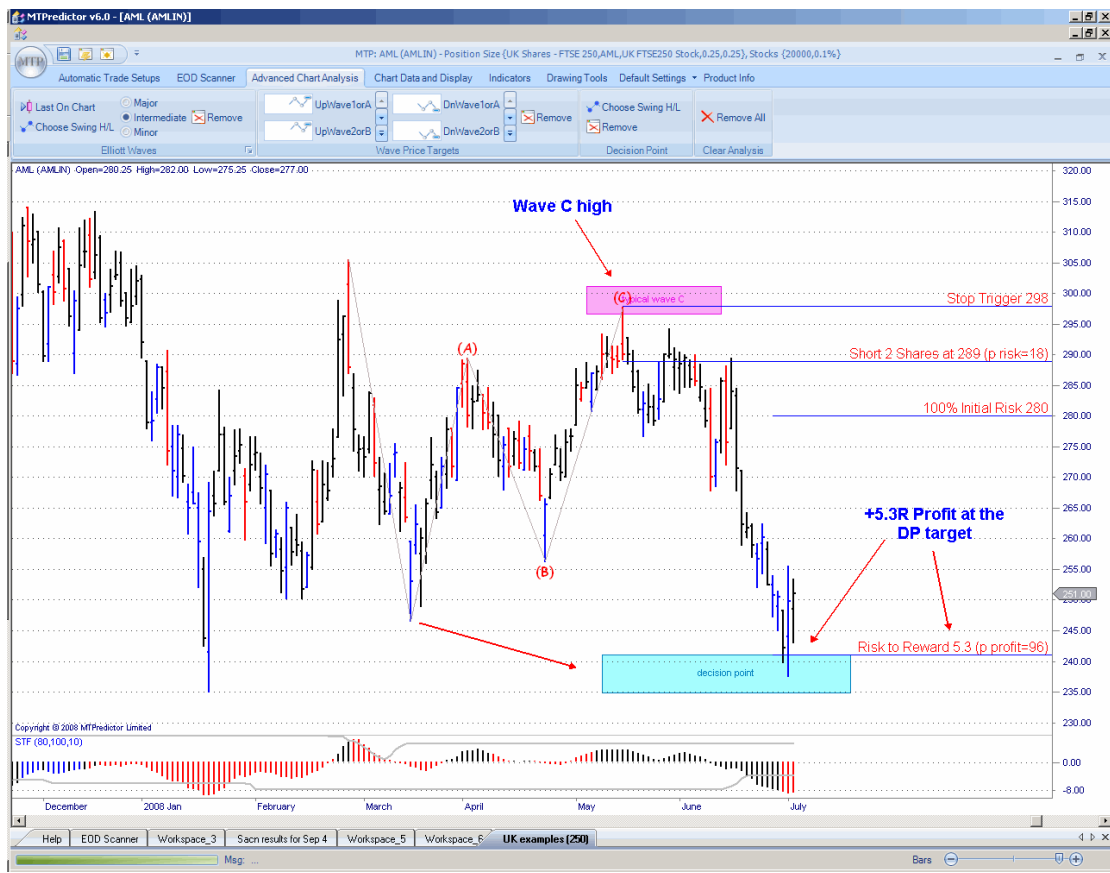 MTPredictor v6.0 - [AML (AMLIN)]
MTP: AML (AMLIN) - Position Size {UK Shares - FTSE 250,AML,UK FTSE250 Stock,0.25,0.25}, Stocks {20000,0.1%}
MTP
Automatic Trade Setups EOD Scanner Advanced Chart Analysis Chart Data and Display Indicators Drawing Tools Default Settings Product Info
Last On Chart Major UpWave1orA DnWave1orA Choose Swing H/L
Choose Swing H/L Intermediate Remove Minor UpWave2orB DnWave2orB Remove Remove Remove All
Elliott Waves Wave Price Targets Decision Point Clear Analysis
AML (AMLIN) Open=280.25 High=282.00 Low=275.25 Close=277.00
320.00
315.00
Wave C high
310.00
305.00
300.00
(C) typical wave C
Stop Trigger 298
295.00
(A)
Short 2 Shares at 289 (p risk=18)
290.00
285.00
100% Initial Risk 280
280.00
275.00
270.00
265.00
+5.3R Profit at the
DP target
260.00
(B)
255.00
251.00
250.00
245.00
Risk to Reward 5.3 (p profit=96)
240.00
decision point
235.00
230.00
Copyright © 2008 MTPredictor Limited
STF (80,100,10)
0.00
-8.00
December 2008 Jan February March April May June July
Help EOD Scanner Workspace_3 Sacn results for Sep 4 Workspace_5 Workspace_6 UK examples (250)
Msg: ...
Bars